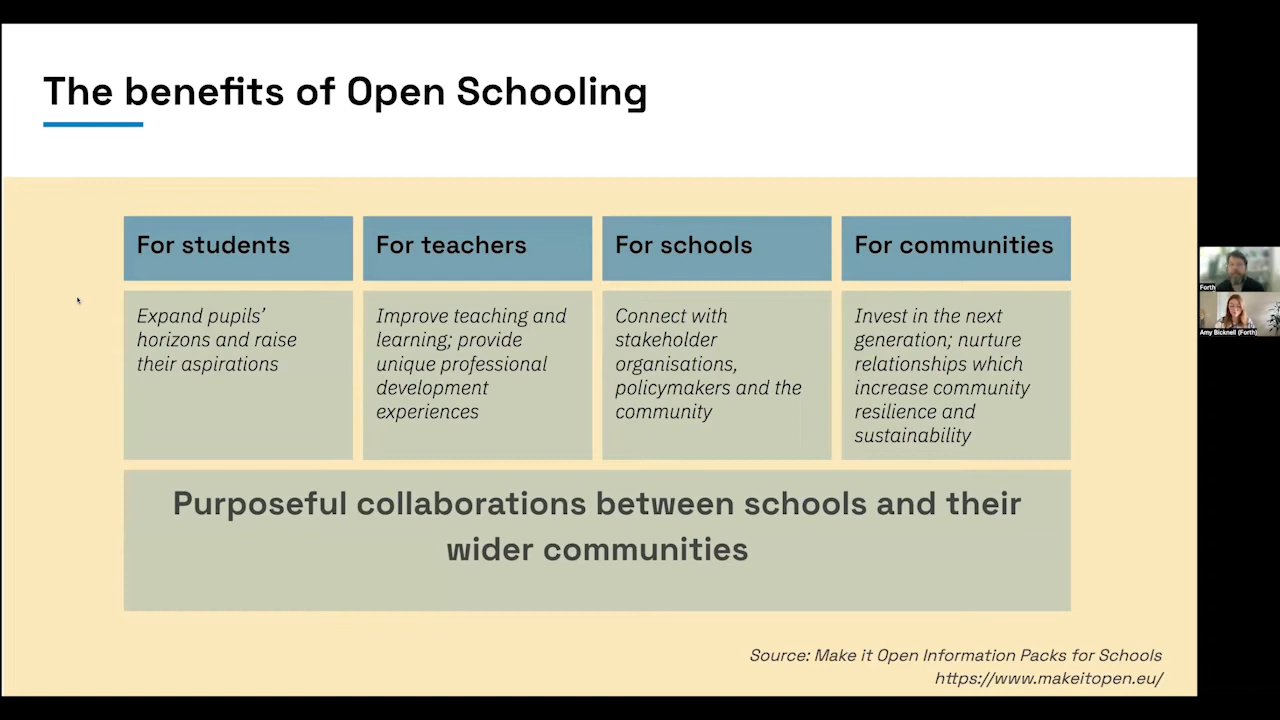 The benefits of Open Schooling
For students
For teachers
For schools
For communities
Expand pupils'
horizons and raise
their aspirations
Improve teaching and
learning; provide
unique professional
development
experiences
Connect with
stakeholder
organisations,
policymakers and the
community
Invest in the next
generation; nurture
relationships which
increase community
resilience and
sustainability
Purposeful collaborations between schools and their
wider communities
Source: Make it Open Information Packs for Schools
https://www.makeitopen.eu/
Forth
Amy Bicknell (Forth)